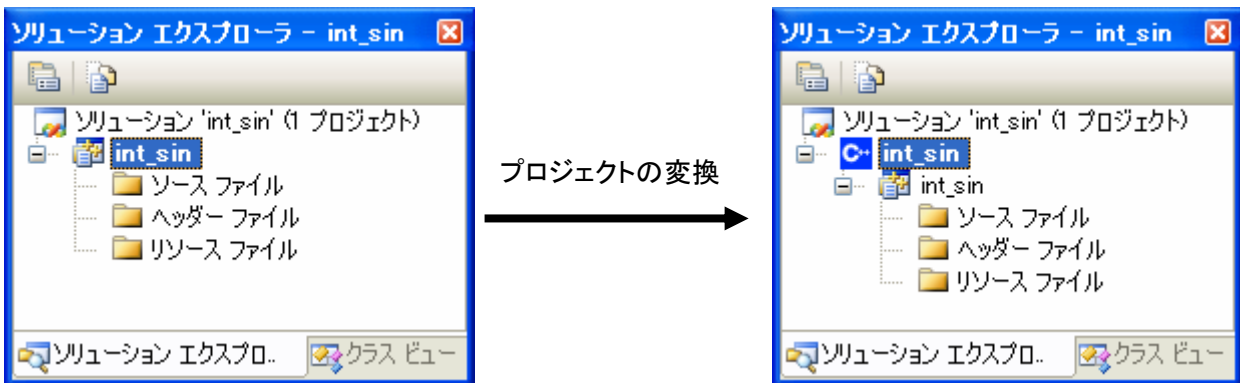 ソリューション エクスプローラ - int_sin
ソリューション 'int_sin' (1 プロジェクト)
int_sin
ソース ファイル
ヘッダー ファイル
リソース ファイル
ソリューション エクスプロ.. クラス ビュー
プロジェクトの変換
ソリューション エクスプローラ - int_sin
ソリューション 'int_sin' (1 プロジェクト)
C++ int_sin
int_sin
ソース ファイル
ヘッダー ファイル
リソース ファイル
ソリューション エクスプロ.. クラス ビュー